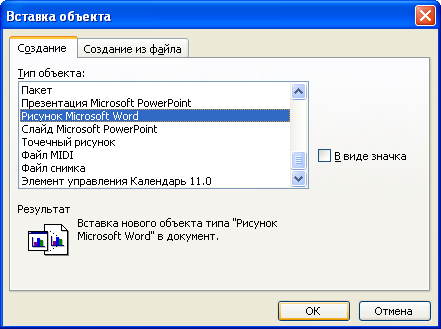 Вставка объекта
Создание
Создание из файла
Тип объекта:
Пакет
Презентация Microsoft PowerPoint
Рисунок Microsoft Word
Слайд Microsoft PowerPoint
Точечный рисунок
Файл MIDI
Файл снимка
Элемент управления Календарь 11.0
В виде значка
Результат
Вставка нового объекта типа "Рисунок
Microsoft Word" в документ.
ОК
Отмена